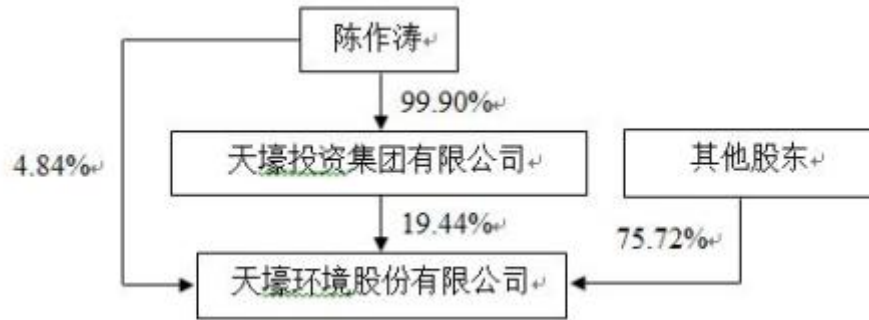 陈作涛
99.90%
4.84%
天壕投资集团有限公司
其他股东
19.44%
75.72%
天壕环境股份有限公司